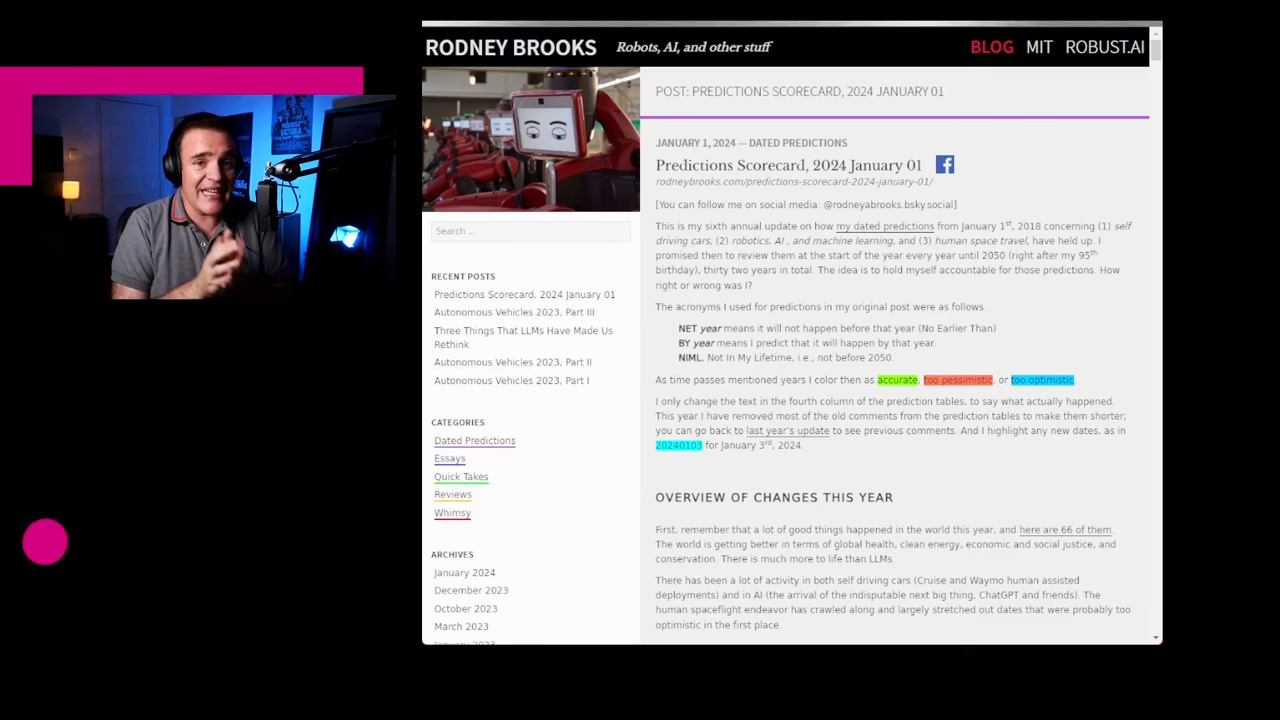 RODNEY BROOKS
Robots, AI, and other stuff
BLOG MIT ROBUST.AI
Search ...
RECENT POSTS
Predictions Scorecard, 2024 January 01
Autonomous Vehicles 2023, Part III
Three Things That LLMs Have Made Us
Rethink
Autonomous Vehicles 2023, Part II
Autonomous Vehicles 2023, Part I
CATEGORIES
Dated Predictions
Essays
Quick Takes
Reviews
Whimsy
ARCHIVES
January 2024
December 2023
October 2023
March 2023
POST: PREDICTIONS SCORECARD, 2024 JANUARY 01
JANUARY 1, 2024 — DATED PREDICTIONS
Predictions Scorecard, 2024 January 01
rodneybrooks.com/predictions-scorecard-2024-january-01/
[You can follow me on social media: @rodneyabrooks.bsky.social]
This is my sixth annual update on how my dated predictions from January 1st, 2018 concerning (1) self
driving cars, (2) robotics, AI , and machine learning, and (3) human space travel, have held up. I
promised then to review them at the start of the year every year until 2050 (right after my 95th
birthday), thirty two years in total. The idea is to hold myself accountable for those predictions. How
right or wrong was I?
The acronyms I used for predictions in my original post were as follows.
NET year means it will not happen before that year (No Earlier Than)
BY year means I predict that it will happen by that year.
NIML, Not In My Lifetime, i.e., not before 2050.
As time passes mentioned years I color then as accurate, too pessimistic, or too optimistic
I only change the text in the fourth column of the prediction tables, to say what actually happened.
This year I have removed most of the old comments from the prediction tables to make them shorter;
you can go back to last year's update to see previous comments. And I highlight any new dates, as in
20240103 for January 3rd, 2024.
OVERVIEW OF CHANGES THIS YEAR
First, remember that a lot of good things happened in the world this year, and here are 66 of them.
The world is getting better in terms of global health, clean energy, economic and social justice, and
conservation. There is much more to life than LLMs.
There has been a lot of activity in both self driving cars (Cruise and Waymo human assisted
deployments) and in AI (the arrival of the indisputable next big thing, ChatGPT and friends). The
human spaceflight endeavor has crawled along and largely stretched out dates that were probably too
optimistic in the first place.